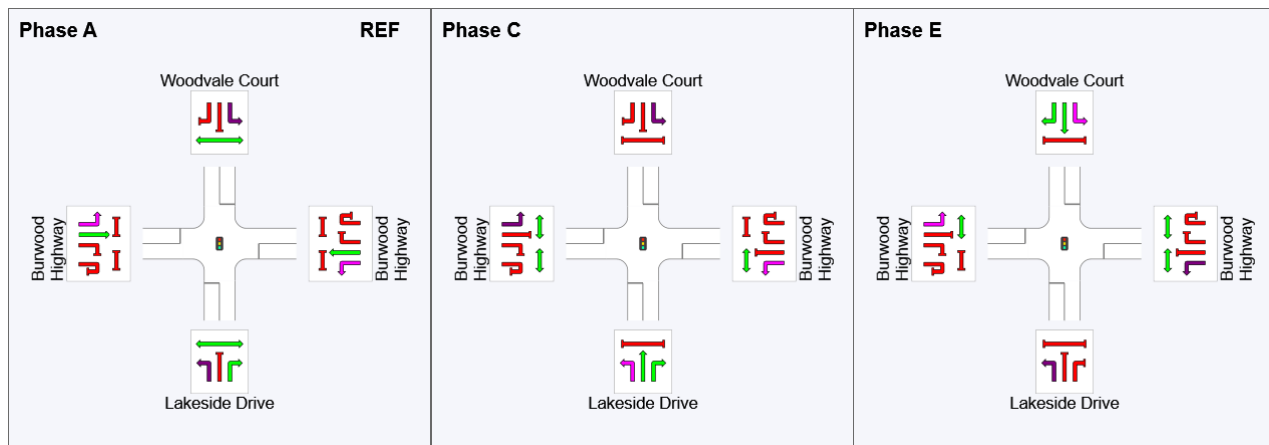 Phase A REF
Woodvale Court
Burwood
Highway
Burwood
Highway
Lakeside Drive
Phase C
Woodvale Court
Burwood
Highway
Burwood
Highway
Lakeside Drive
Phase E
Woodvale Court
Burwood
Highway
Burwood
Highway
Lakeside Drive